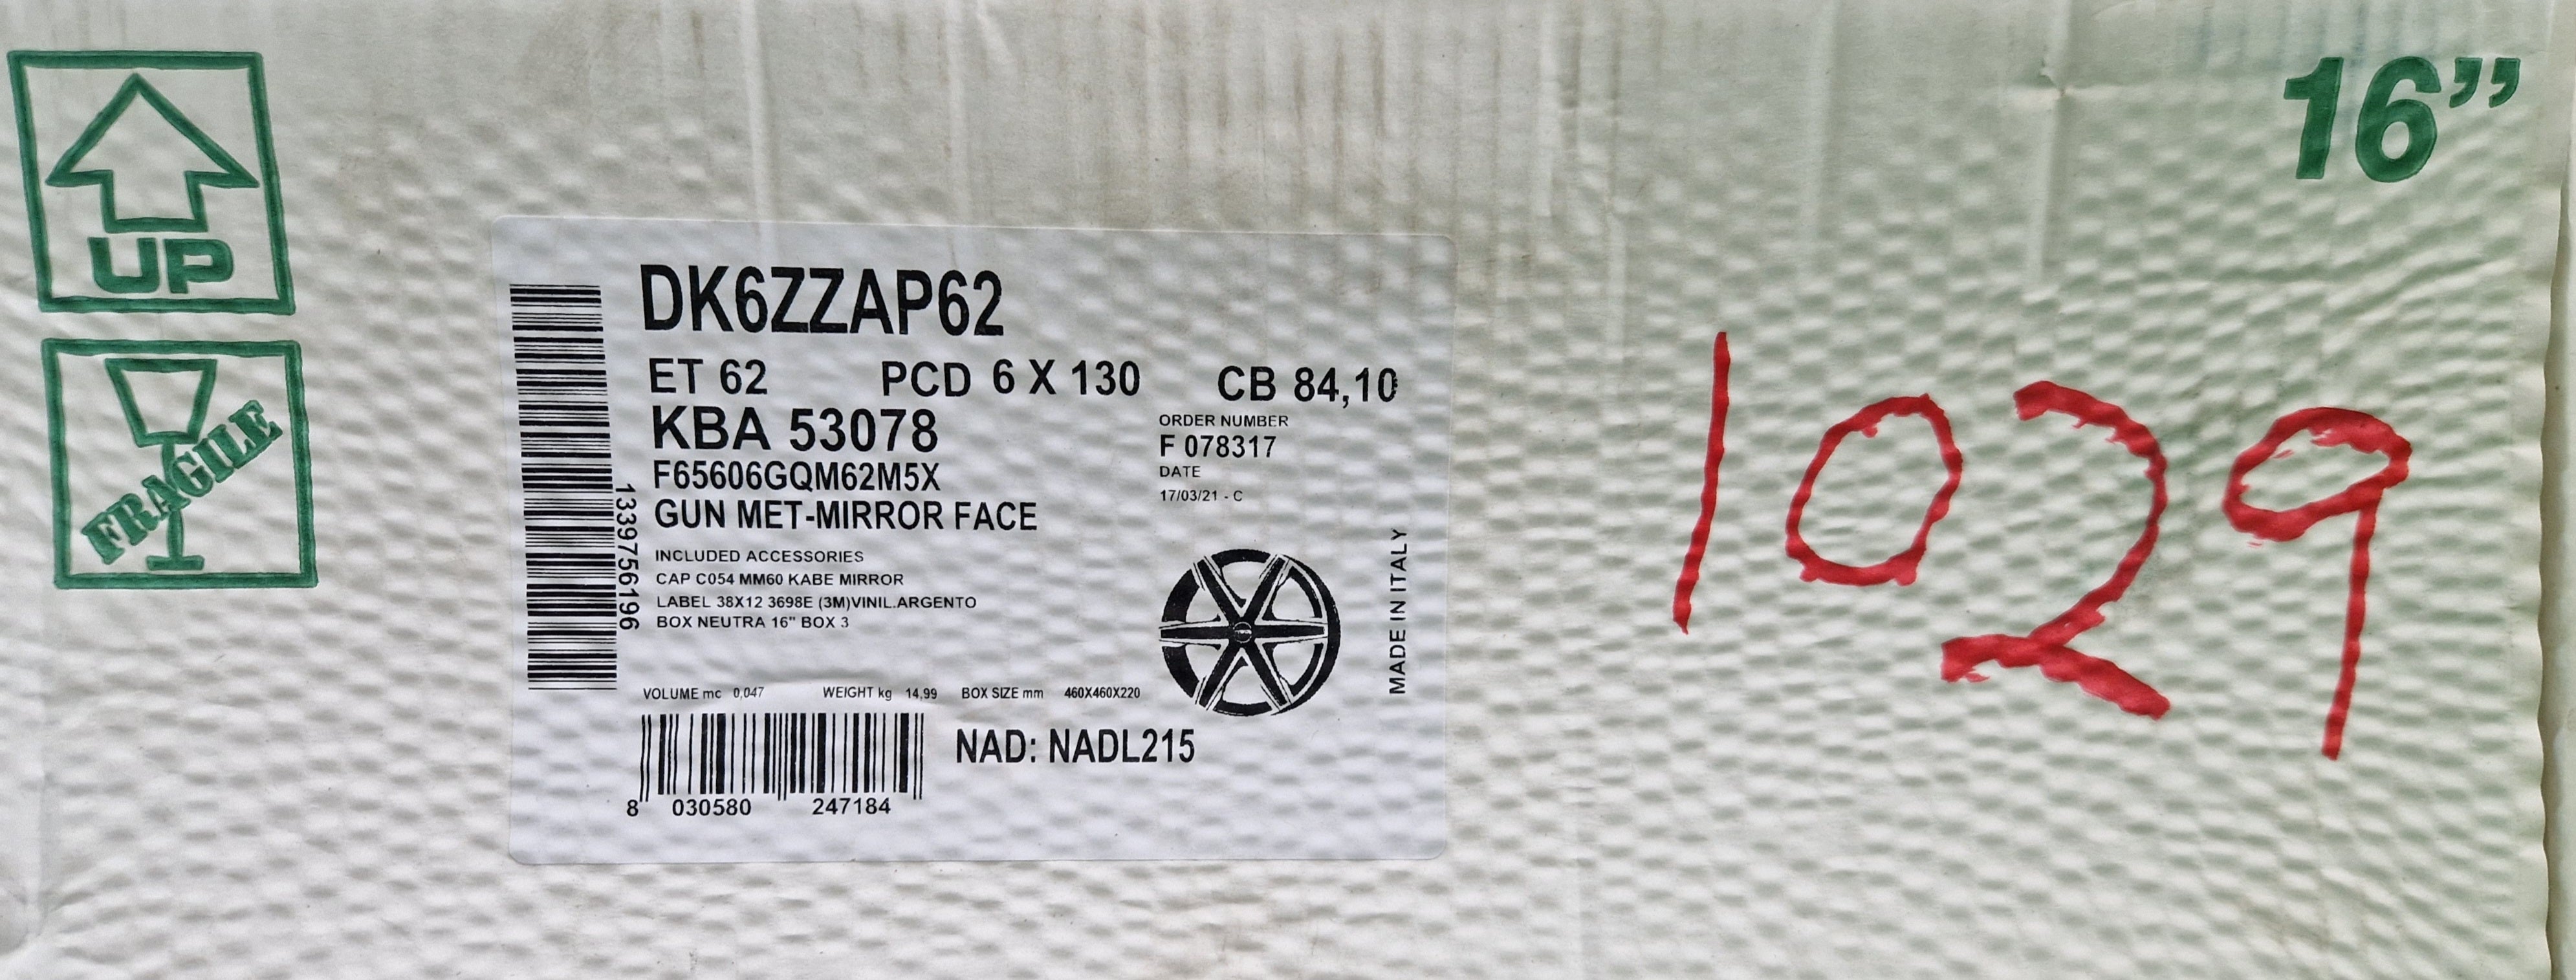 UP
FRAGILE
16”
DK6ZZAP62
ET 62 PCD 6 X 130 CB 84,10
KBA 53078
F65606GQM62M5X
GUN MET-MIRROR FACE
ORDER NUMBER
F 078317
DATE
17/03/21 - C
1339756196
INCLUDED ACCESSORIES
CAP C054 MM60 KABE MIRROR
LABEL 38X12 3698E (3M)VINIL.ARGENTO
BOX NEUTRA 16" BOX 3
MADE IN ITALY
VOLUME mc 0,047 WEIGHT kg 14.99 BOX SIZE mm 460X460X220
NAD: NADL215
8 030580 247184
1029